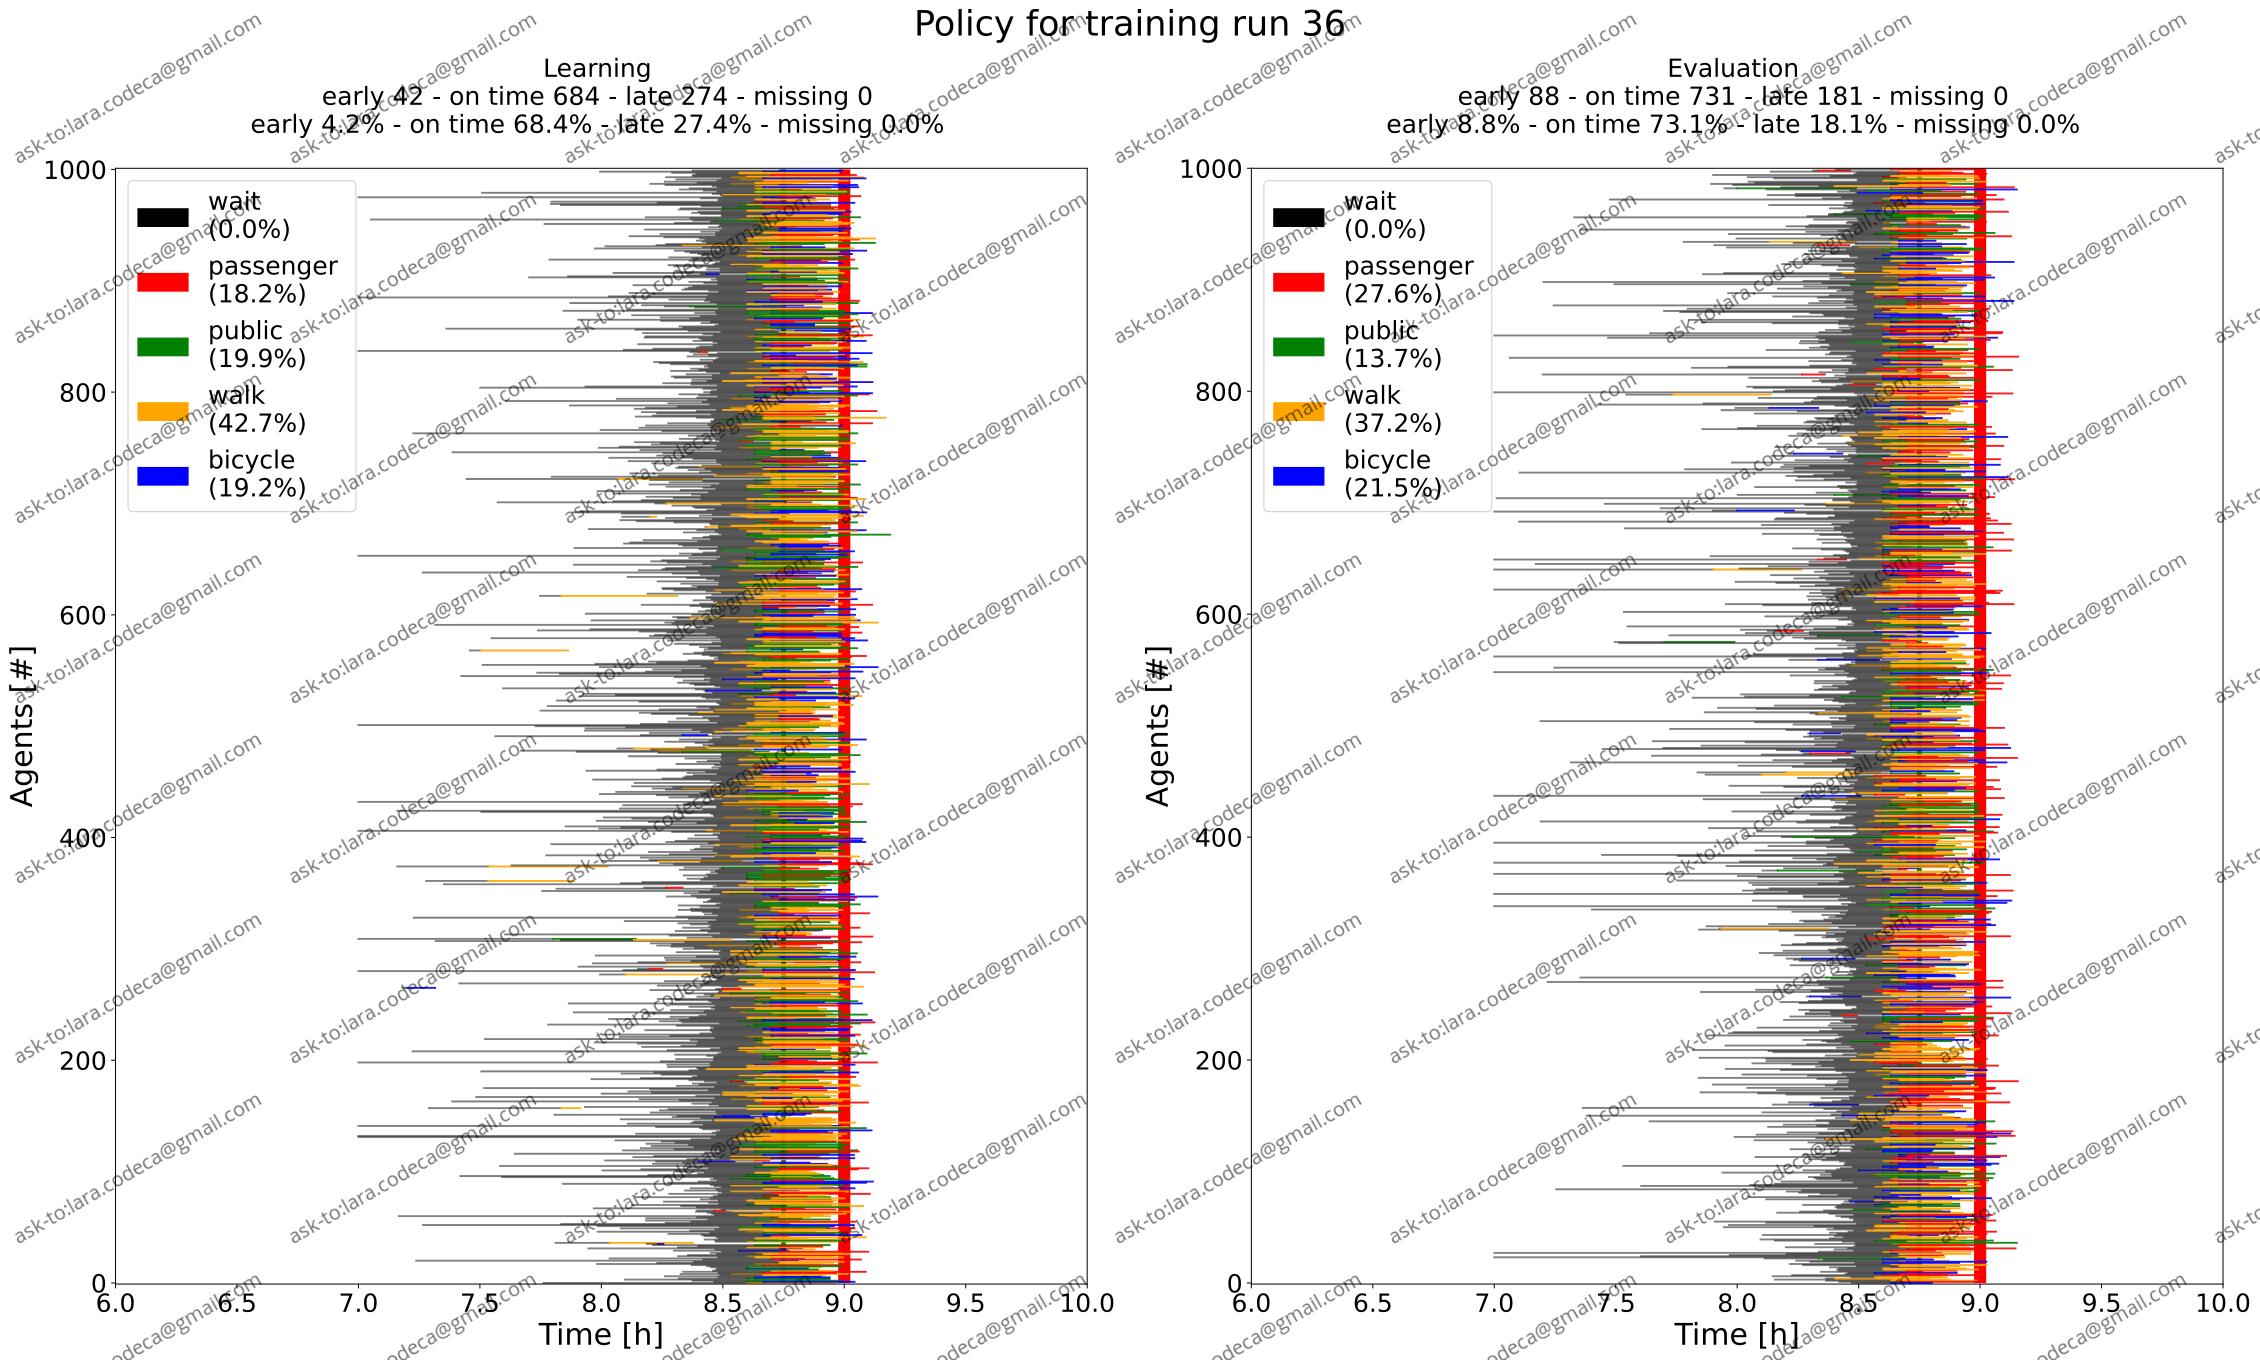 Policy for training run 36
Learning
early 42 - on time 684 - late 274 - missing 0
early 4.2% - on time 68.4% - late 27.4% - missing 0.0%
wait
(0.0%)
passenger
(18.2%)
public
(19.9%)
walk
(42.7%)
bicycle
(19.2%)
1000
800
600
400
200
0
Agents [#]
6.0 6.5 7.0 7.5 8.0 8.5 9.0 9.5 10.0
Time [h]
Evaluation
early 88 - on time 731 - late 181 - missing 0
early 8.8% - on time 73.1% - late 18.1% - missing 0.0%
wait
(0.0%)
passenger
(27.6%)
public
(13.7%)
walk
(37.2%)
bicycle
(21.5%)
1000
800
600
400
200
0
Agents [#]
6.0 6.5 7.0 7.5 8.0 8.5 9.0 9.5 10.0
Time [h]
ask-to:lara.codeca@gmail.com